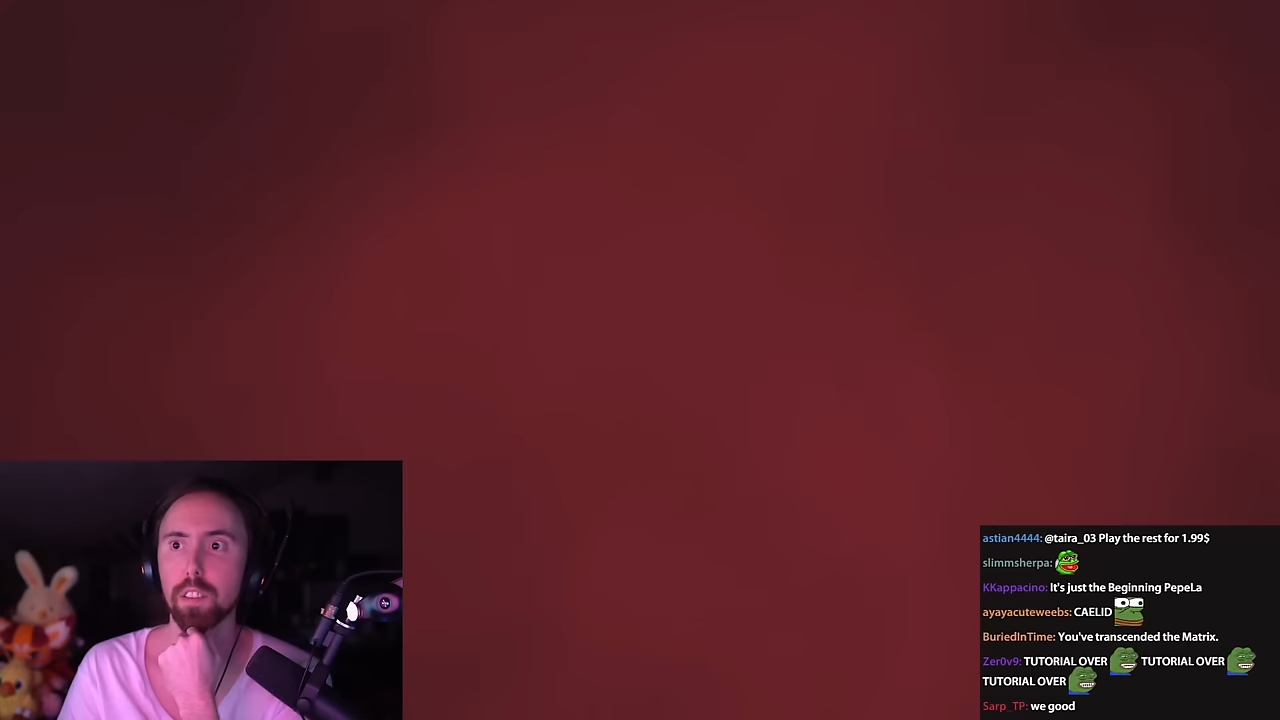 astian4444: @taira_03 Play the rest for 1.99$
slimmsherpa:
KKappacino: It's just the Beginning PepeLa
ayayacuteweebs: CAELID
BuriedInTime: You've transcended the Matrix.
Zer0v9: TUTORIAL OVER TUTORIAL OVER
TUTORIAL OVER
Sarp_TP: we good